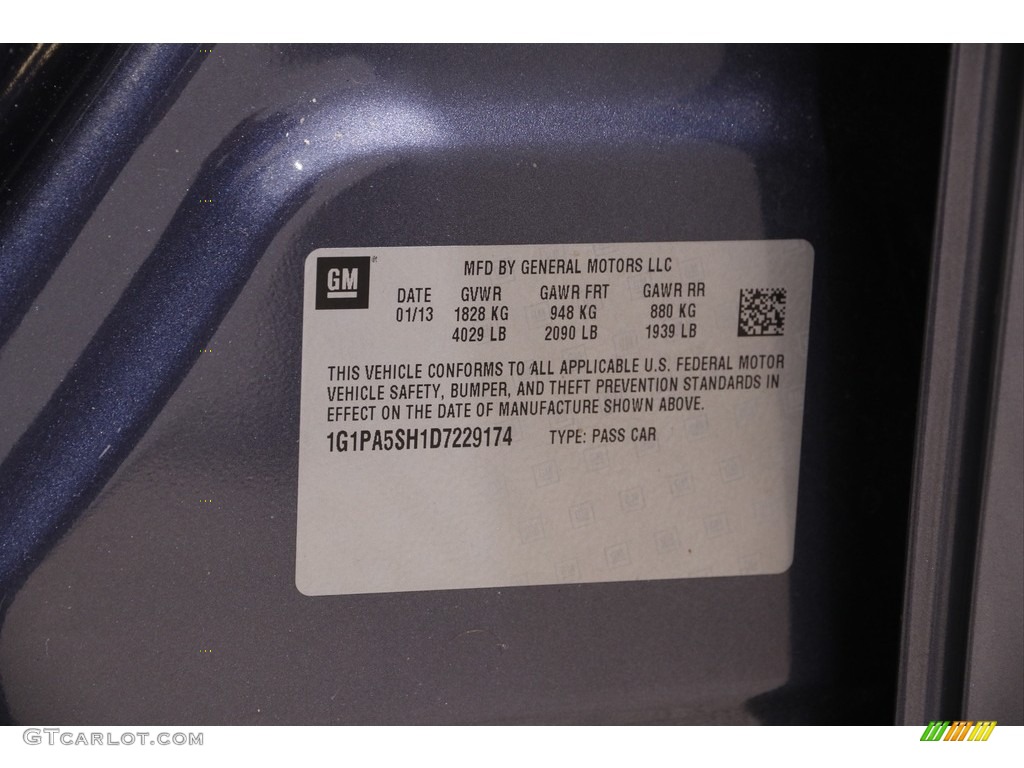 GM
MFD BY GENERAL MOTORS LLC
DATE GVWR GAWR FRT GAWR RR
01/13 1828 KG 948 KG 880 KG
4029 LB 2090 LB 1939 LB
THIS VEHICLE CONFORMS TO ALL APPLICABLE U.S. FEDERAL MOTOR
VEHICLE SAFETY, BUMPER, AND THEFT PREVENTION STANDARDS IN
EFFECT ON THE DATE OF MANUFACTURE SHOWN ABOVE.
1G1PA5SH1D7229174 TYPE: PASS CAR
GTCARLOT.COM